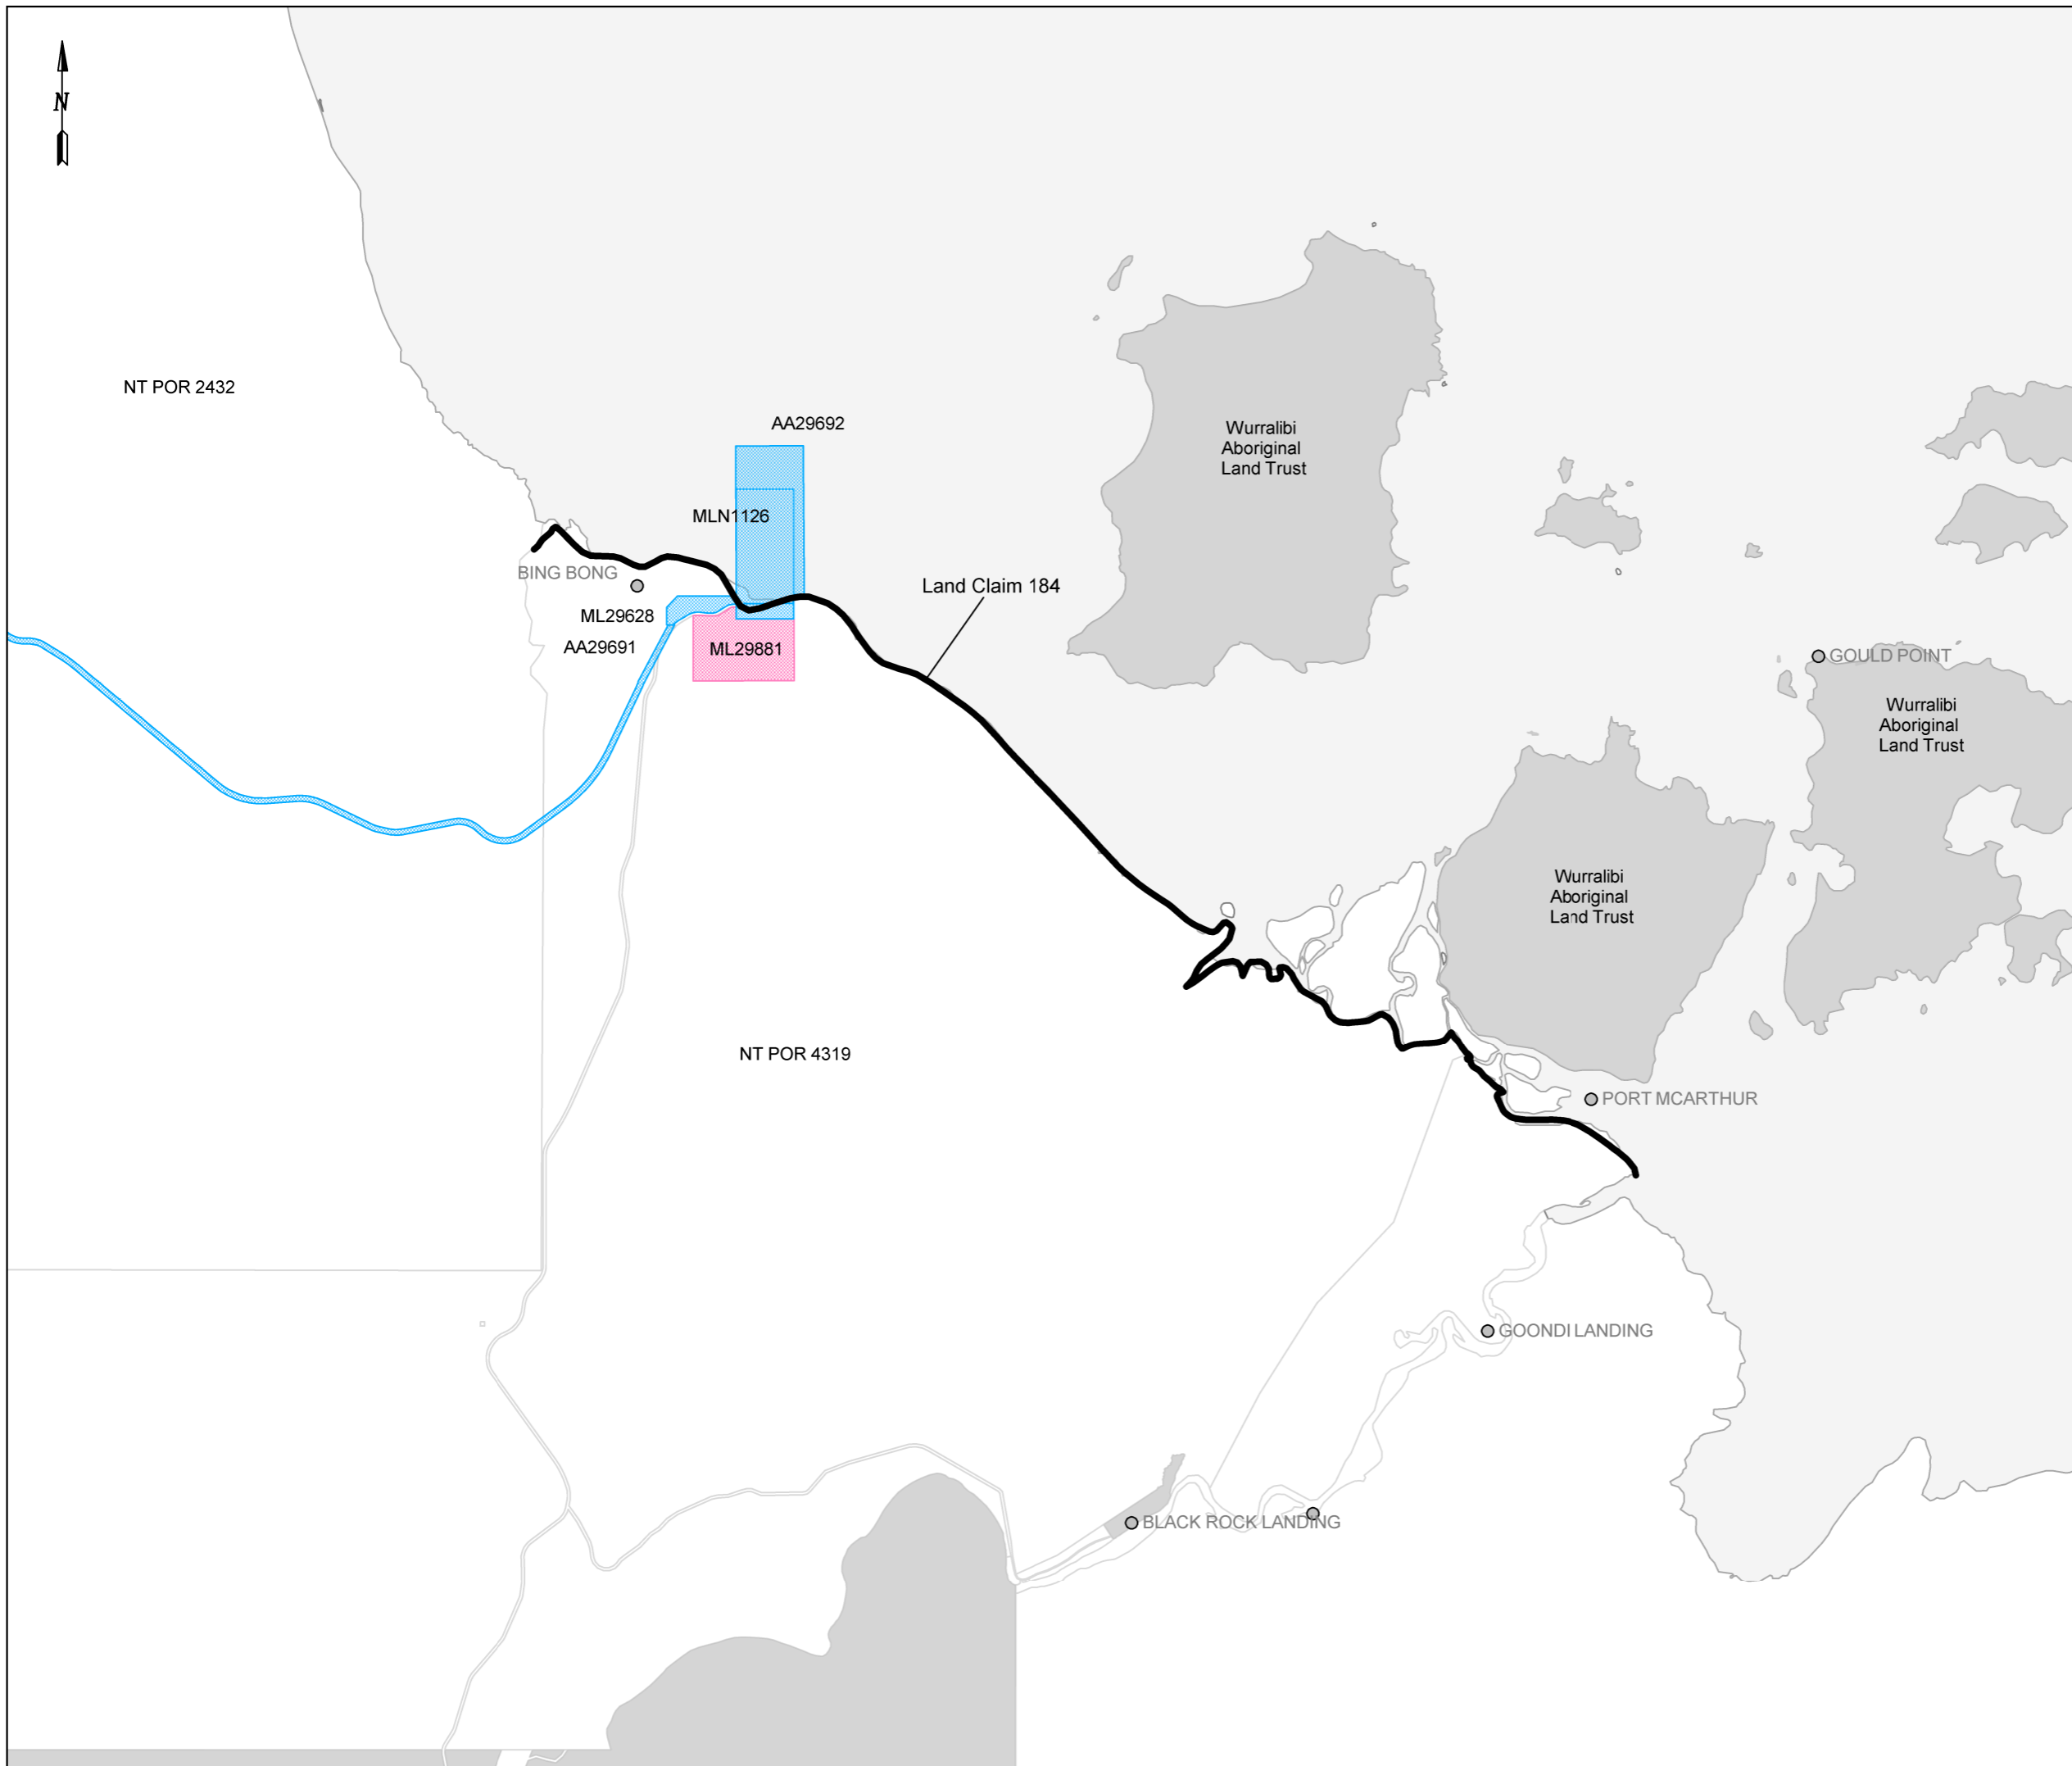 N
NT POR 2432
AA29692
Wurralibi
Aboriginal
Land Trust
MLN1126
BING BONG
Land Claim 184
ML29628
AA29691
ML29881
GOULD POINT
Wurralibi
Aboriginal
Land Trust
Wurralibi
Aboriginal
Land Trust
NT POR 4319
PORT MCARTHUR
GOONDI LANDING
BLACK ROCK LANDING